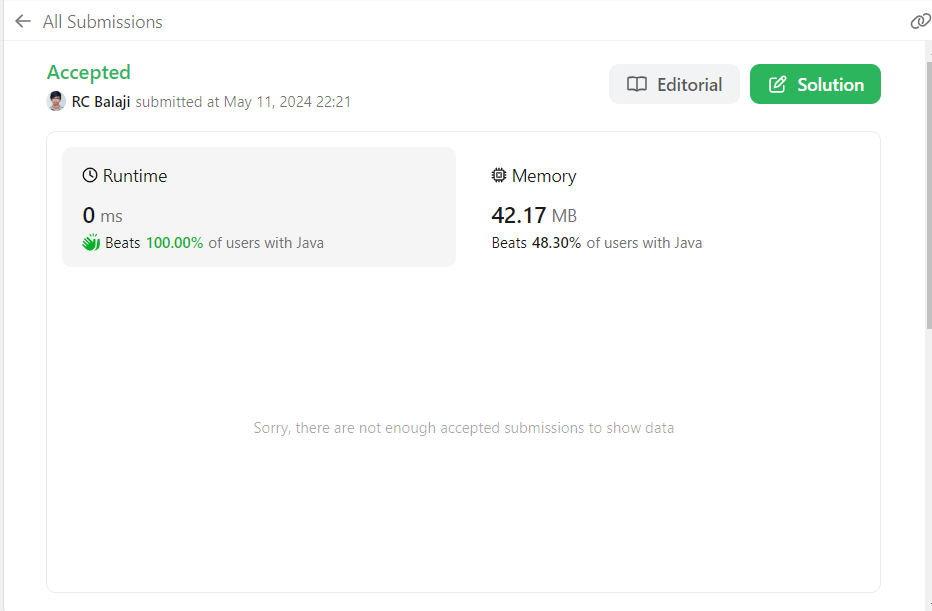 All Submissions
Accepted
RC Balaji submitted at May 11, 2024 22:21
Editorial
Solution
Runtime
0 ms
Beats 100.00% of users with Java
Memory
42.17 MB
Beats 48.30% of users with Java
Sorry, there are not enough accepted submissions to show data